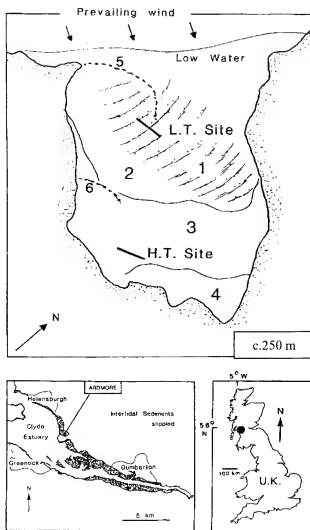 Prevailing wind
Low Water
5
L.T. Site
1
2
6
3
H.T. Site
4
N
c.250 m
Helensburgh
ARDMORE
Clyde
Estuary
Intertidal Sediments
stippled
Greenock
Dumbarton
N
5 km
5° W
56°
N
N
100 km
U.K.